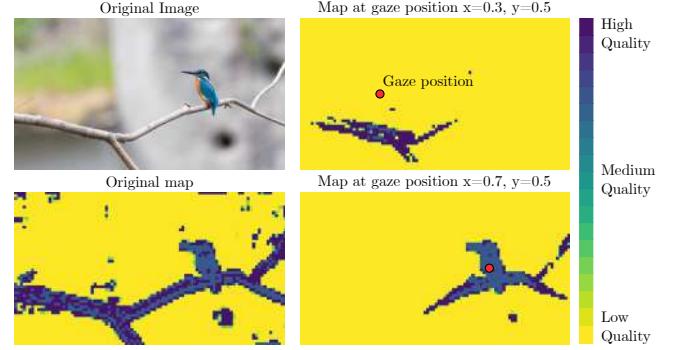 Original Image
Map at gaze position x=0.3, y=0.5
Gaze position
High
Quality
Original map
Map at gaze position x=0.7, y=0.5
Medium
Quality
Low
Quality